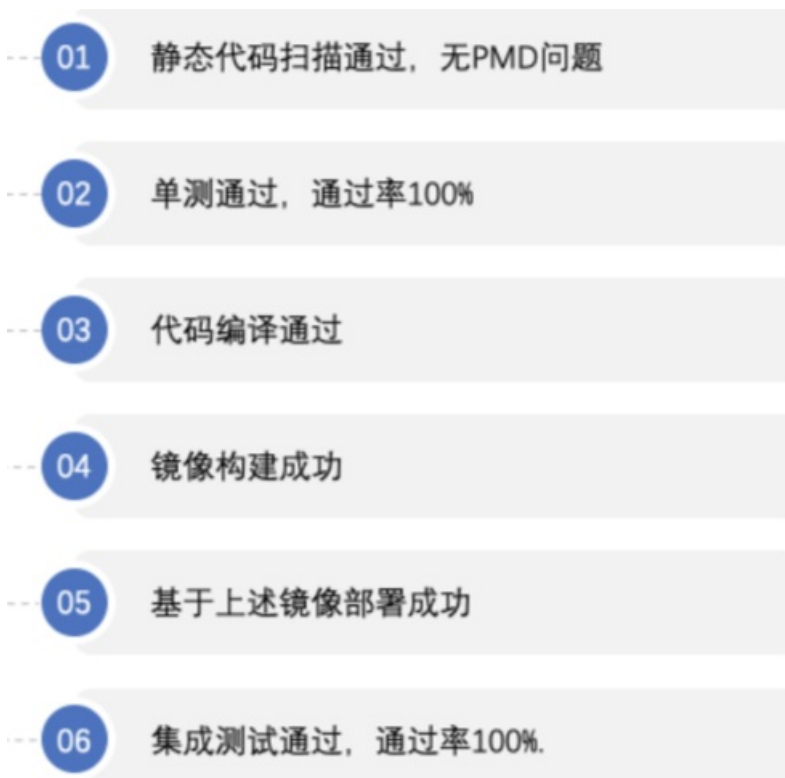 01 静态代码扫描通过，无PMD问题
02 单测通过，通过率100%
03 代码编译通过
04 镜像构建成功
05 基于上述镜像部署成功
06 集成测试通过，通过率100%.